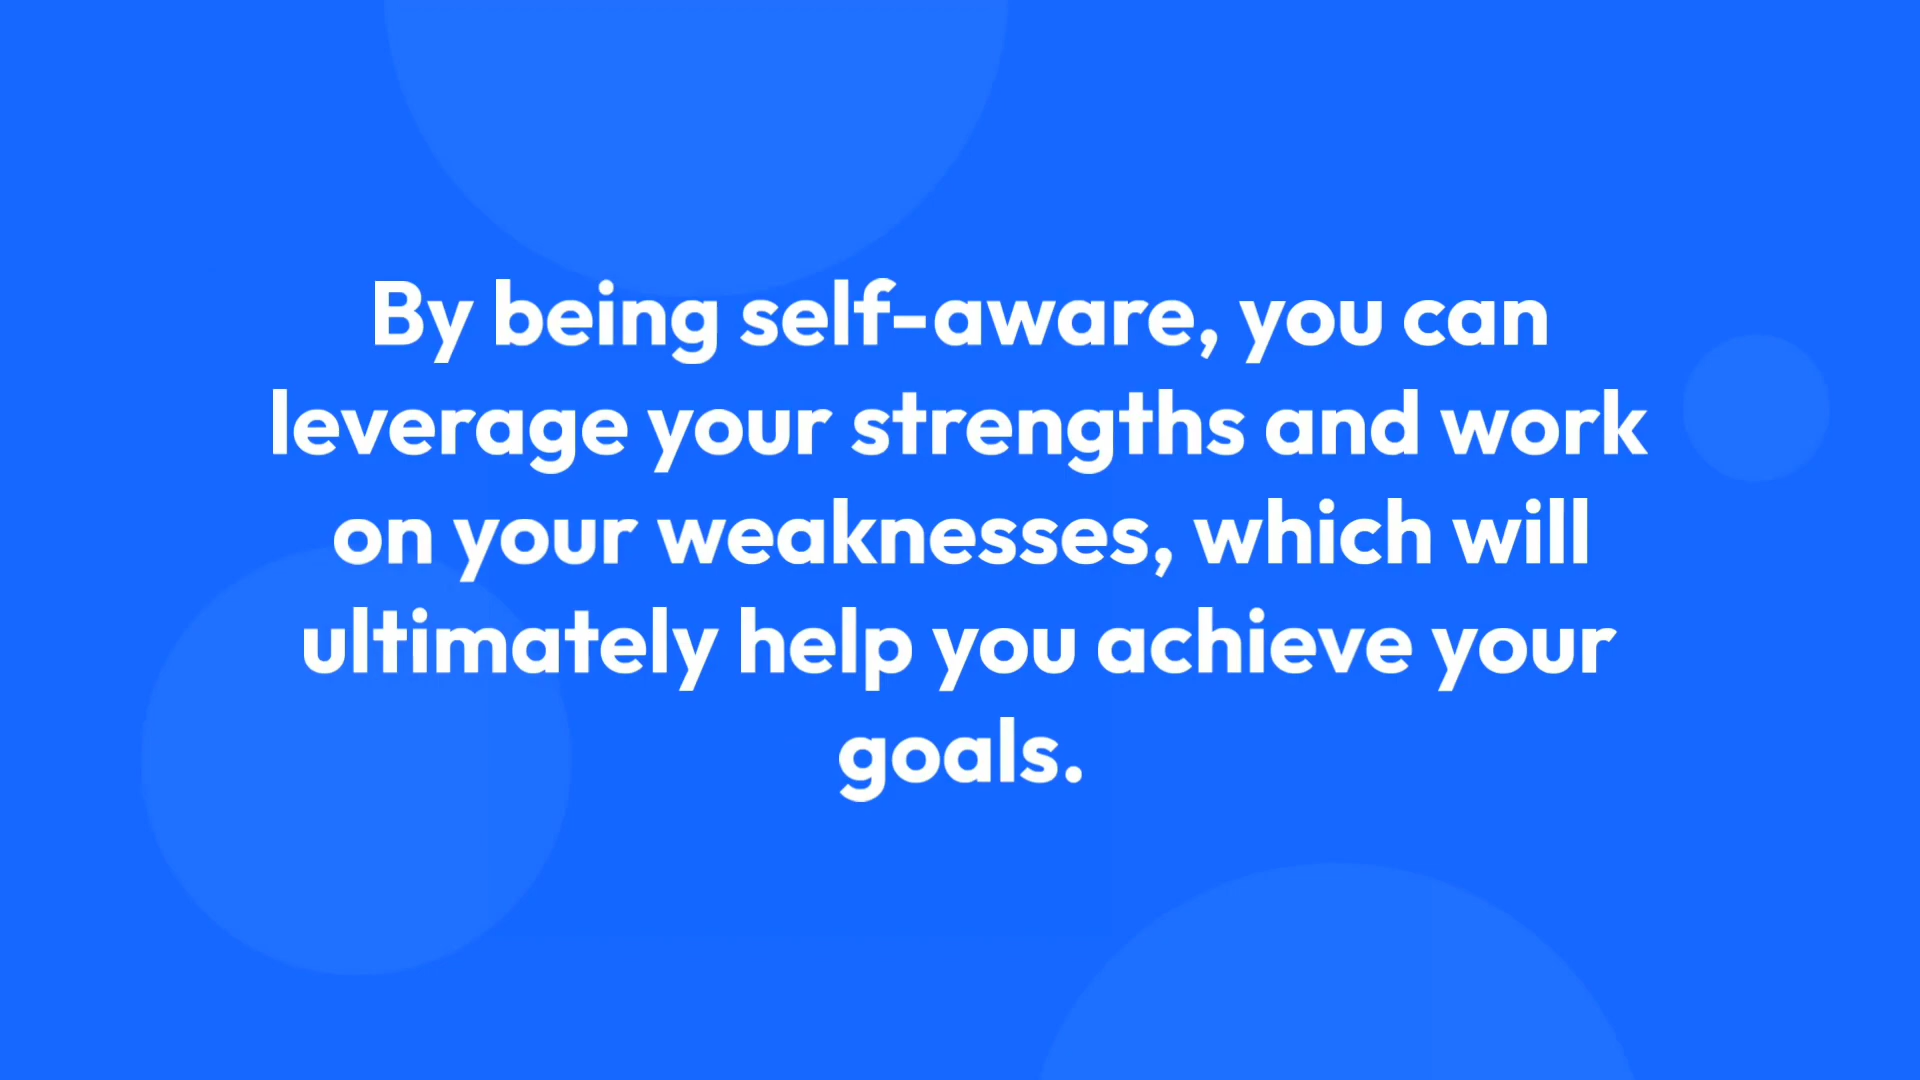 By being self-aware, you can
leverage your strengths and work
on your weaknesses, which will
ultimately help you achieve your
goals.